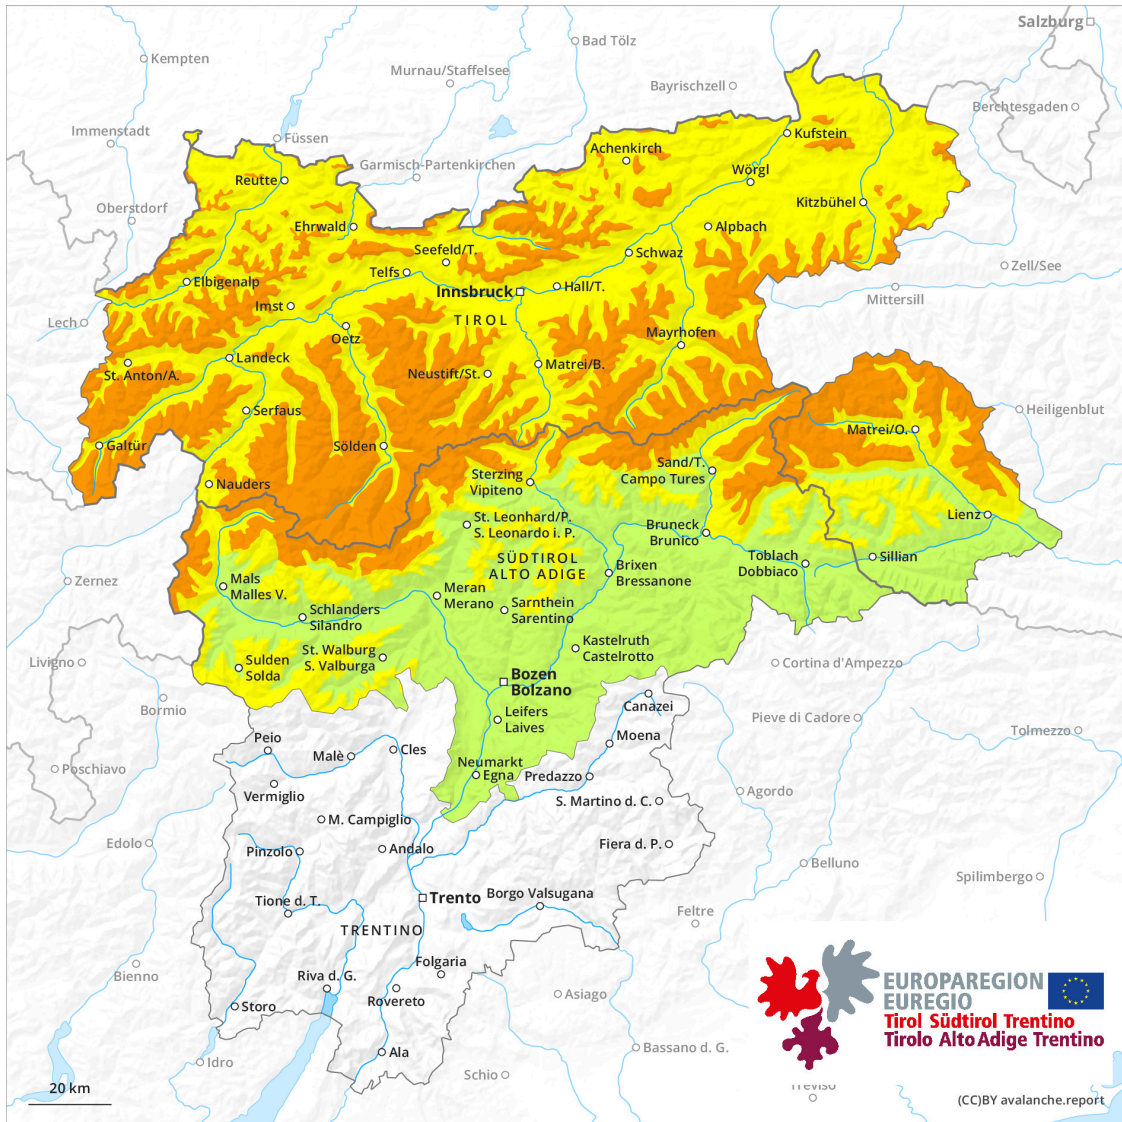 Salzburg
Bad Tölz
Kempten
Murnau/Staffelsee
Bayrischzell
Berchtesgaden
Immenstadt
Füssen
Kufstein
Achenkirch
Garmisch-Partenkirchen
Wörgl
Reutte
Oberstdorf
Kitzbühel
Ehrwald
Alpbach
Seefeld/T.
Schwaz
Telfs
Zell/See
Elbigenalp
Hall/T.
Innsbruck
Mittersill
Imst
TIROL
Lech
Oetz
Mayrhofen
Landeck
Matrei/B.
St. Anton/A.
Neustift/St.
Serfaus
Heiligenblut
Matrei/O.
Galtür
Sölden
Sand/T.
Campo Tures
Sterzing
Vipiteno
Nauders
St. Leonhard/P.
S. Leonardo i. P.
Lienz
Bruneck
Brunico
SÜDTIROL
ALTO ADIGE
Toblach
Dobbiaco
Sillian
Brixen
Bressanone
Zernez
Mals
Malles V.
Meran
Merano
Sarnthein
Sarentino
Schlanders
Silandro
Kastelruth
Castelrotto
St. Walburg
S. Valburga
Livigno
Sulden
Solda
Cortina d'Ampezzo
Bozen
Bolzano
Bormio
Canazei
Leifers
Laives
Pieve di Cadore
Tolmezzo
Peio
Moena
Malè
Cles
Poschiavo
Neumarkt
Egna
Predazzo
Vermiglio
Agordo
S. Martino d. C.
M. Campiglio
Edolo
Pinzolo
Andalo
Fiera d. P.
Belluno
Spilimbergo
Trento
Borgo Valsugana
Tione d. T.
Feltre
TRENTINO
Folgaria
Bienno
Riva d. G.
EUROPAREGION
EUREGIO
Rovereto
Asiago
Storo
Tirol Südtirol Trentino
Tirolo Alto Adige Trentino
Ala
Bassano d. G.
Idro
Schio
Treviso
20 km
(CC)BY avalanche.report